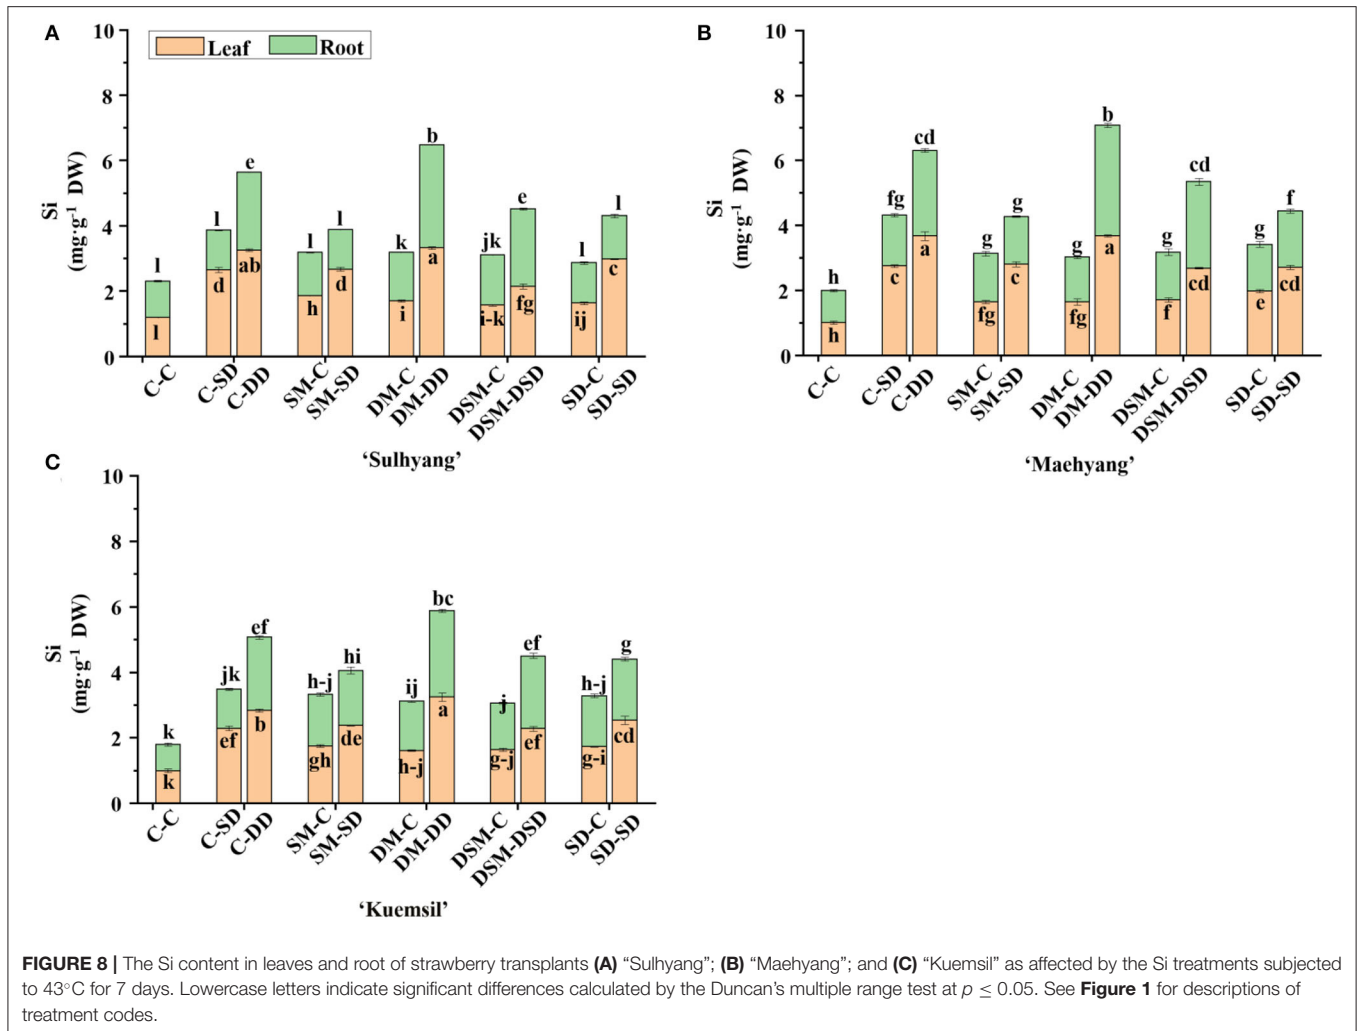 A
10
8
6
4
2
0
Si
(mg·g⁻¹ DW)
Leaf Root
l l e l l k b jk e l l
l d ab h d i a i-k fg ij c
C-C C-SD C-DD SM-C SM-SD DM-C DM-DD DSM-C DSM-DSD SD-C SD-SD
‘Sulhyang’
B
10
8
6
4
2
0
Si
(mg·g⁻¹ DW)
h fg cd g g g b g cd g f
h c a fg c fg a f cd e cd
C-C C-SD C-DD SM-C SM-SD DM-C DM-DD DSM-C DSM-DSD SD-C SD-SD
‘Maehyang’
C
10
8
6
4
2
0
Si
(mg·g⁻¹ DW)
k jk ef h-j hi ij bc j ef h-j g
k ef b gh de h-j a g-j ef g-i cd
C-C C-SD C-DD SM-C SM-SD DM-C DM-DD DSM-C DSM-DSD SD-C SD-SD
‘Kuemsil’
FIGURE 8 | The Si content in leaves and root of strawberry transplants (A) “Sulhyang”; (B) “Maehyang”; and (C) “Kuemsil” as affected by the Si treatments subjected
to 43°C for 7 days. Lowercase letters indicate significant differences calculated by the Duncan’s multiple range test at p ≤ 0.05. See Figure 1 for descriptions of
treatment codes.